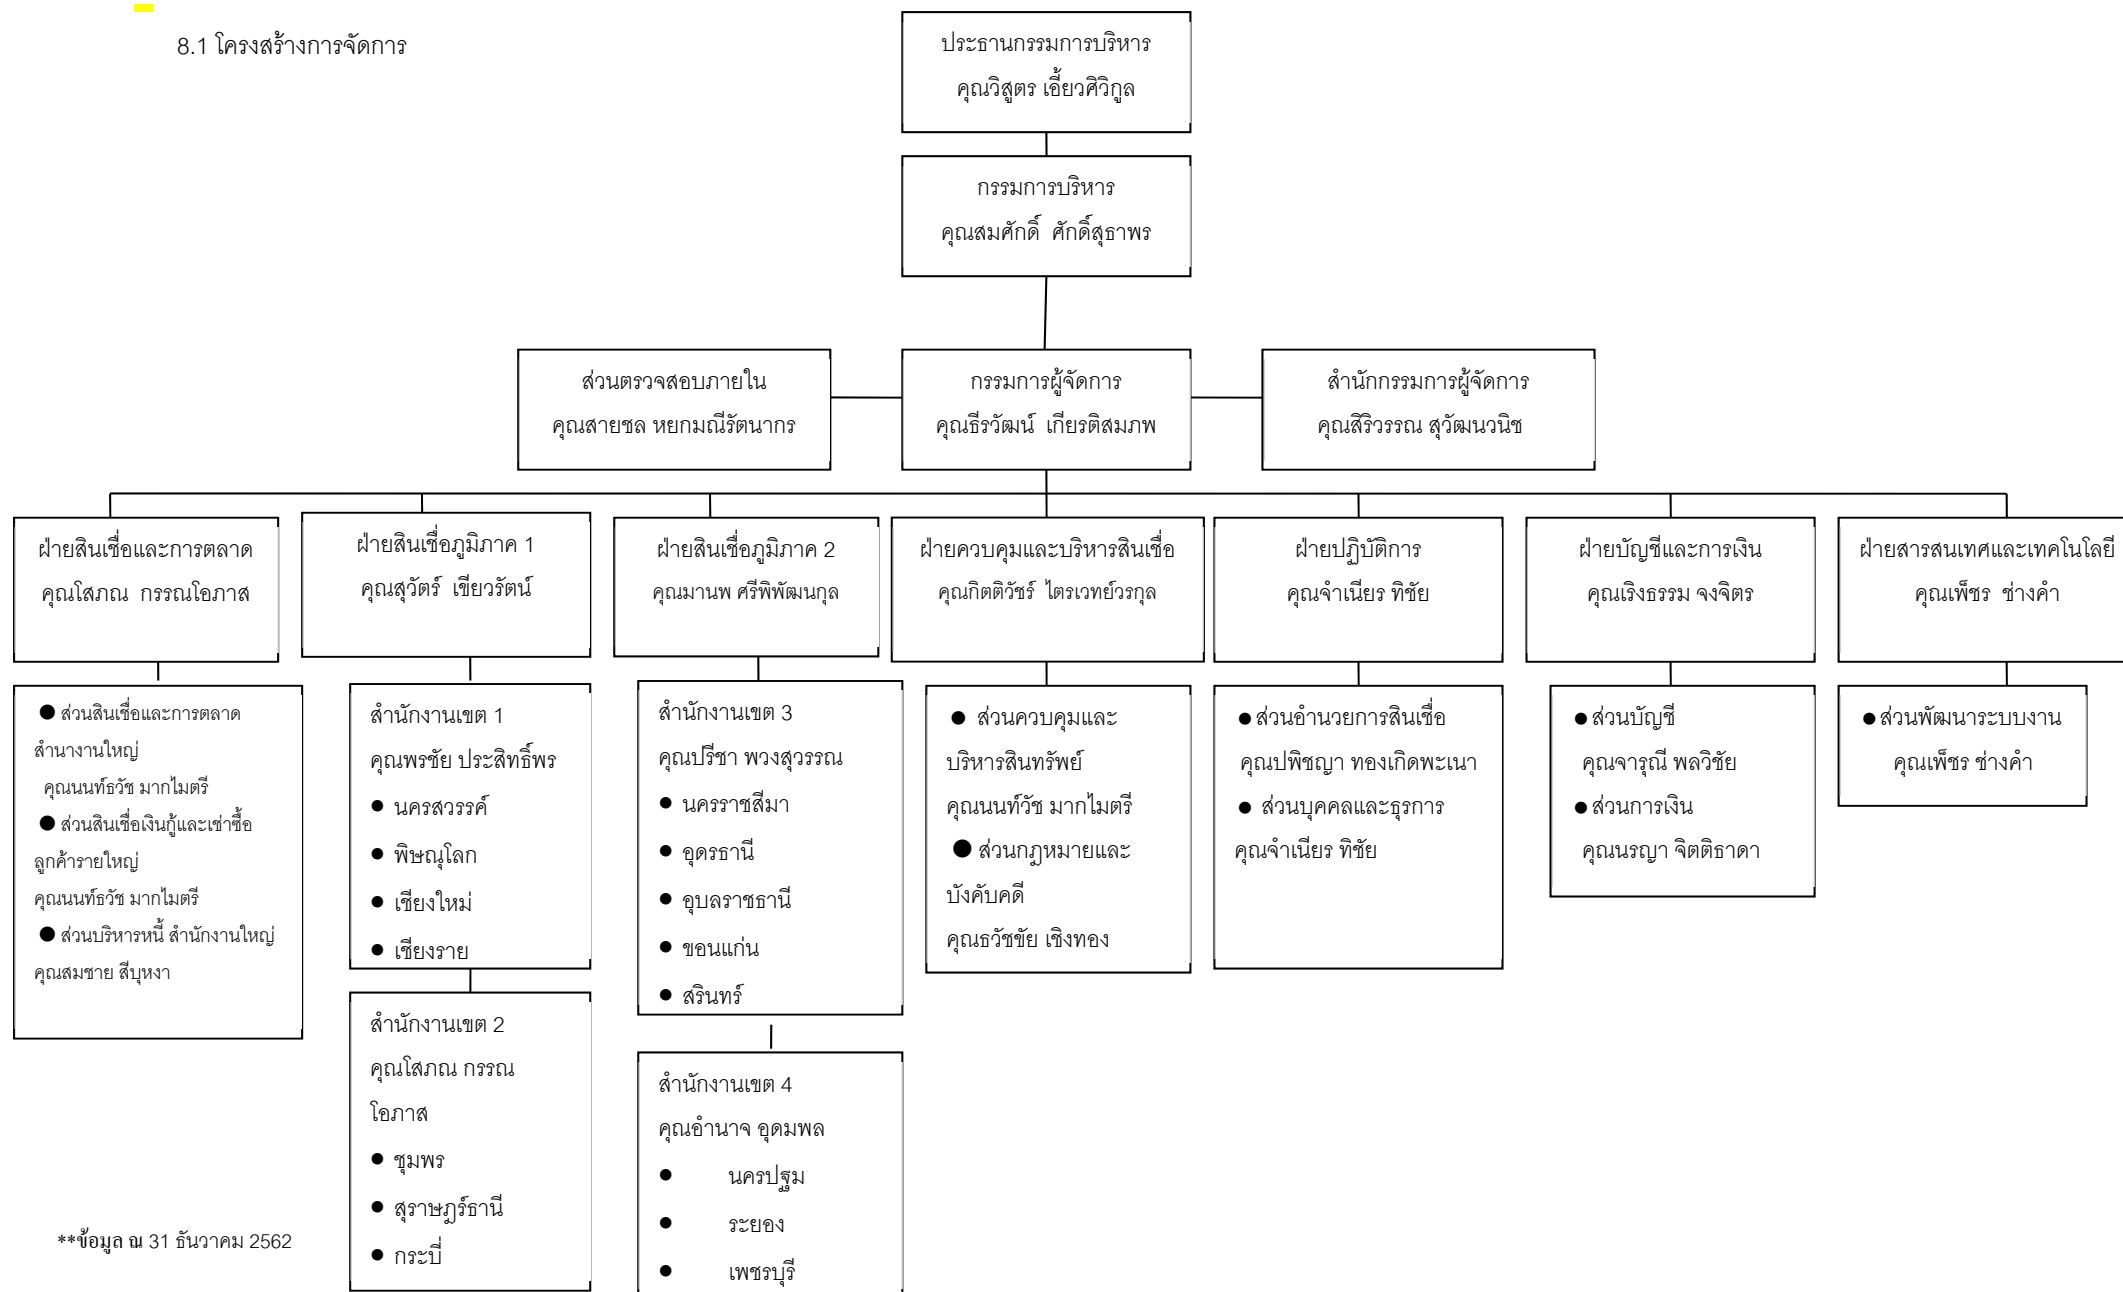 8.1 โครงสร้างการจัดการ
ประธานกรรมการบริหาร
คุณวิสูตร เอี้ยวศิวิกูล
กรรมการบริหาร
คุณสมศักดิ์ ศักดิ์สุธาพร
ส่วนตรวจสอบภายใน
คุณสายชล หยกมณีรัตนากร
กรรมการผู้จัดการ
คุณธีรวัฒน์ เกียรติสมภพ
สำนักกรรมการผู้จัดการ
คุณสิริวรรณ สุวัฒนวนิช
ฝ่ายสินเชื่อและการตลาด
คุณโสภณ กรรณโอภาส
ฝ่ายสินเชื่อภูมิภาค 1
คุณสุวัตร์ เขียวรัตน์
ฝ่ายสินเชื่อภูมิภาค 2
คุณมานพ ศรีพิพัฒนกุล
ฝ่ายควบคุมและบริหารสินเชื่อ
คุณกิตติวัชร์ ไตรเวทย์วรกุล
ฝ่ายปฏิบัติการ
คุณจำเนียร ทิชัย
ฝ่ายบัญชีและการเงิน
คุณเริงธรรม จงจิตร
ฝ่ายสารสนเทศและเทคโนโลยี
คุณเพ็ชร ช่างคำ
● ส่วนสินเชื่อและการตลาด
สำนางานใหญ่
คุณนนท์ธวัช มากไมตรี
● ส่วนสินเชื่อเงินกู้และเช่าซื้อ
ลูกค้ารายใหญ่
คุณนนท์ธวัช มากไมตรี
● ส่วนบริหารหนี้ สำนักงานใหญ่
คุณสมชาย สีบุหงา
สำนักงานเขต 1
คุณพรชัย ประสิทธิ์พร
● นครสวรรค์
● พิษณุโลก
● เชียงใหม่
● เชียงราย
สำนักงานเขต 2
คุณโสภณ กรรณ
โอภาส
● ชุมพร
● สุราษฎร์ธานี
● กระบี่
สำนักงานเขต 3
คุณปรีชา พวงสุวรรณ
● นครราชสีมา
● อุดรธานี
● อุบลราชธานี
● ขอนแก่น
● สรินทร์
สำนักงานเขต 4
คุณอำนาจ อุดมพล
● นครปฐม
● ระยอง
● เพชรบุรี
● ส่วนควบคุมและ
บริหารสินทรัพย์
คุณนนท์วัช มากไมตรี
● ส่วนกฎหมายและ
บังคับคดี
คุณธวัชขัย เชิงทอง
● ส่วนอำนวยการสินเชื่อ
คุณปพิชญา ทองเกิดพะเนา
● ส่วนบุคคลและธุรการ
คุณจำเนียร ทิชัย
● ส่วนบัญชี
คุณจารุณี พลวิชัย
● ส่วนการเงิน
คุณนรญา จิตติธาดา
● ส่วนพัฒนาระบบงาน
คุณเพ็ชร ช่างคำ
**ข้อมูล ณ 31 ธันวาคม 2562